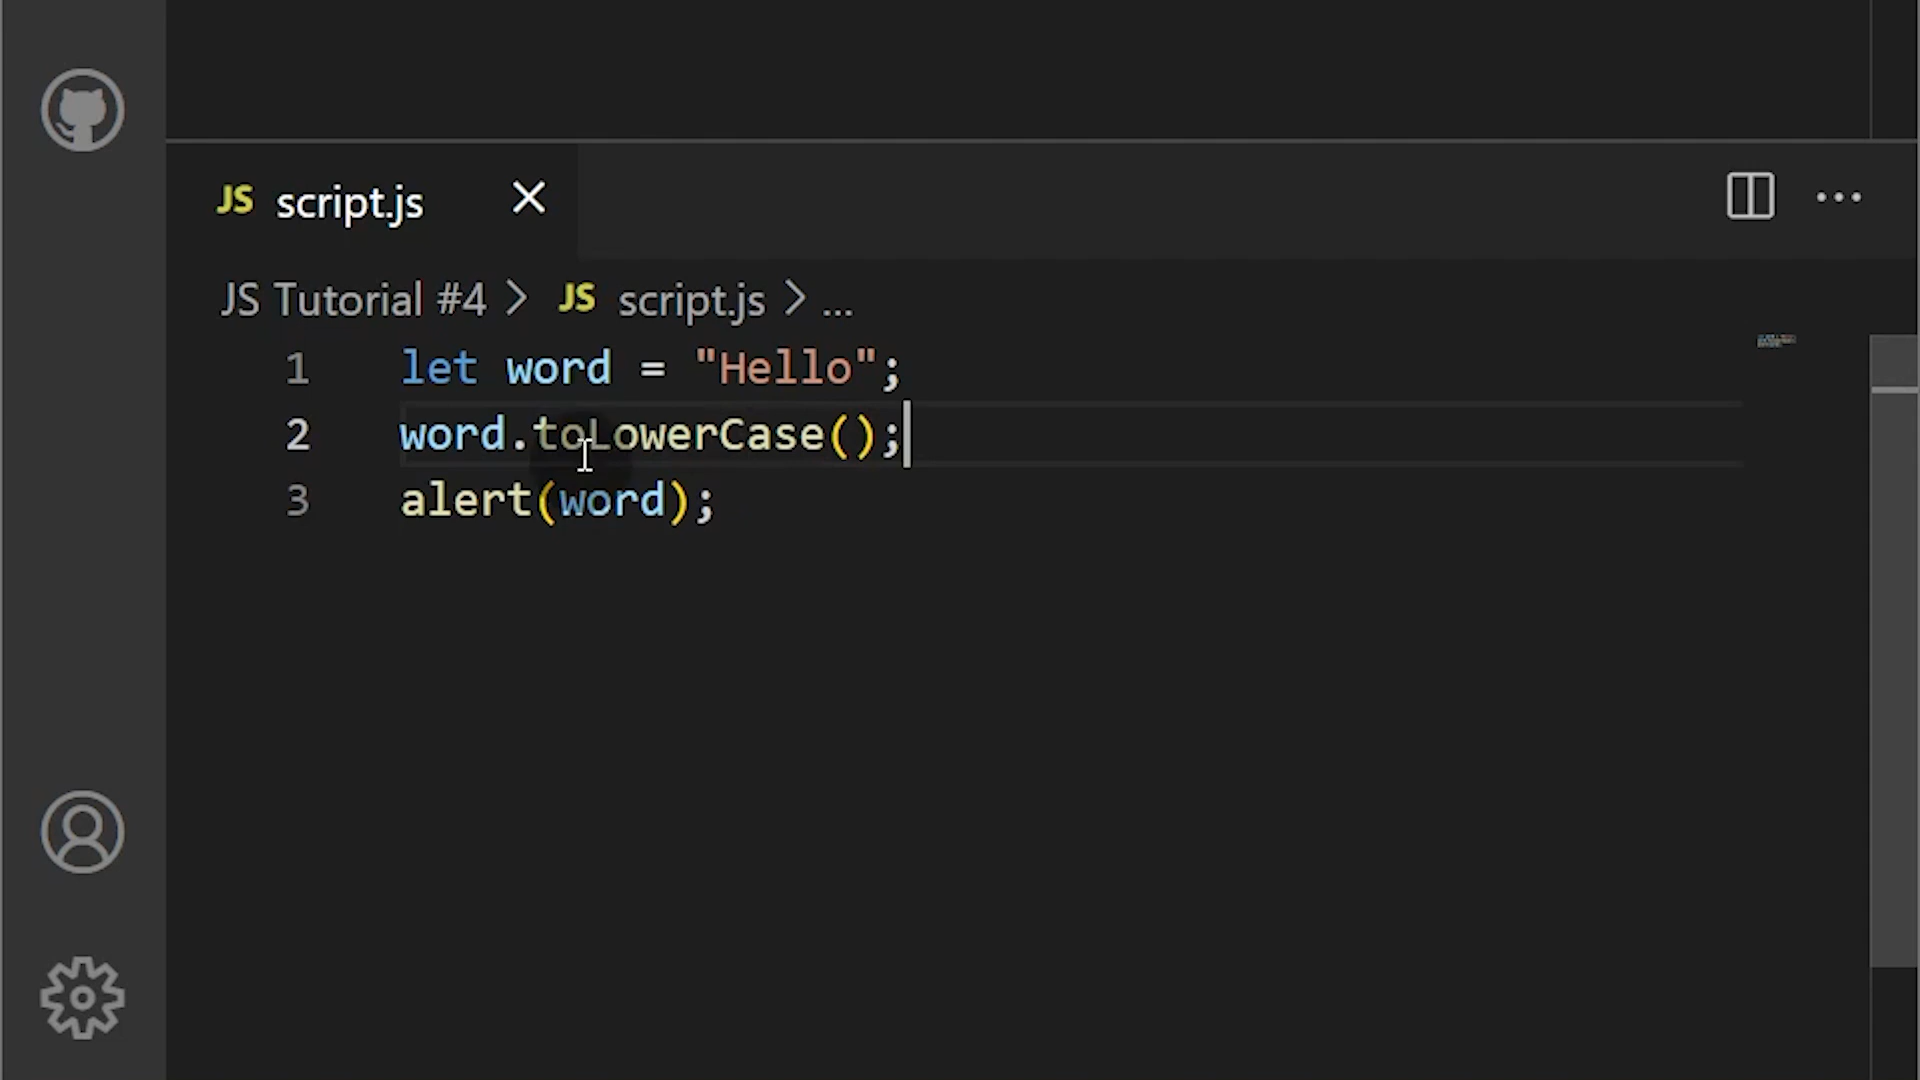 JS script.js
JS Tutorial #4 > JS script.js > ...
1 let word = "Hello";
2 word.toLowerCase();
3 alert(word);